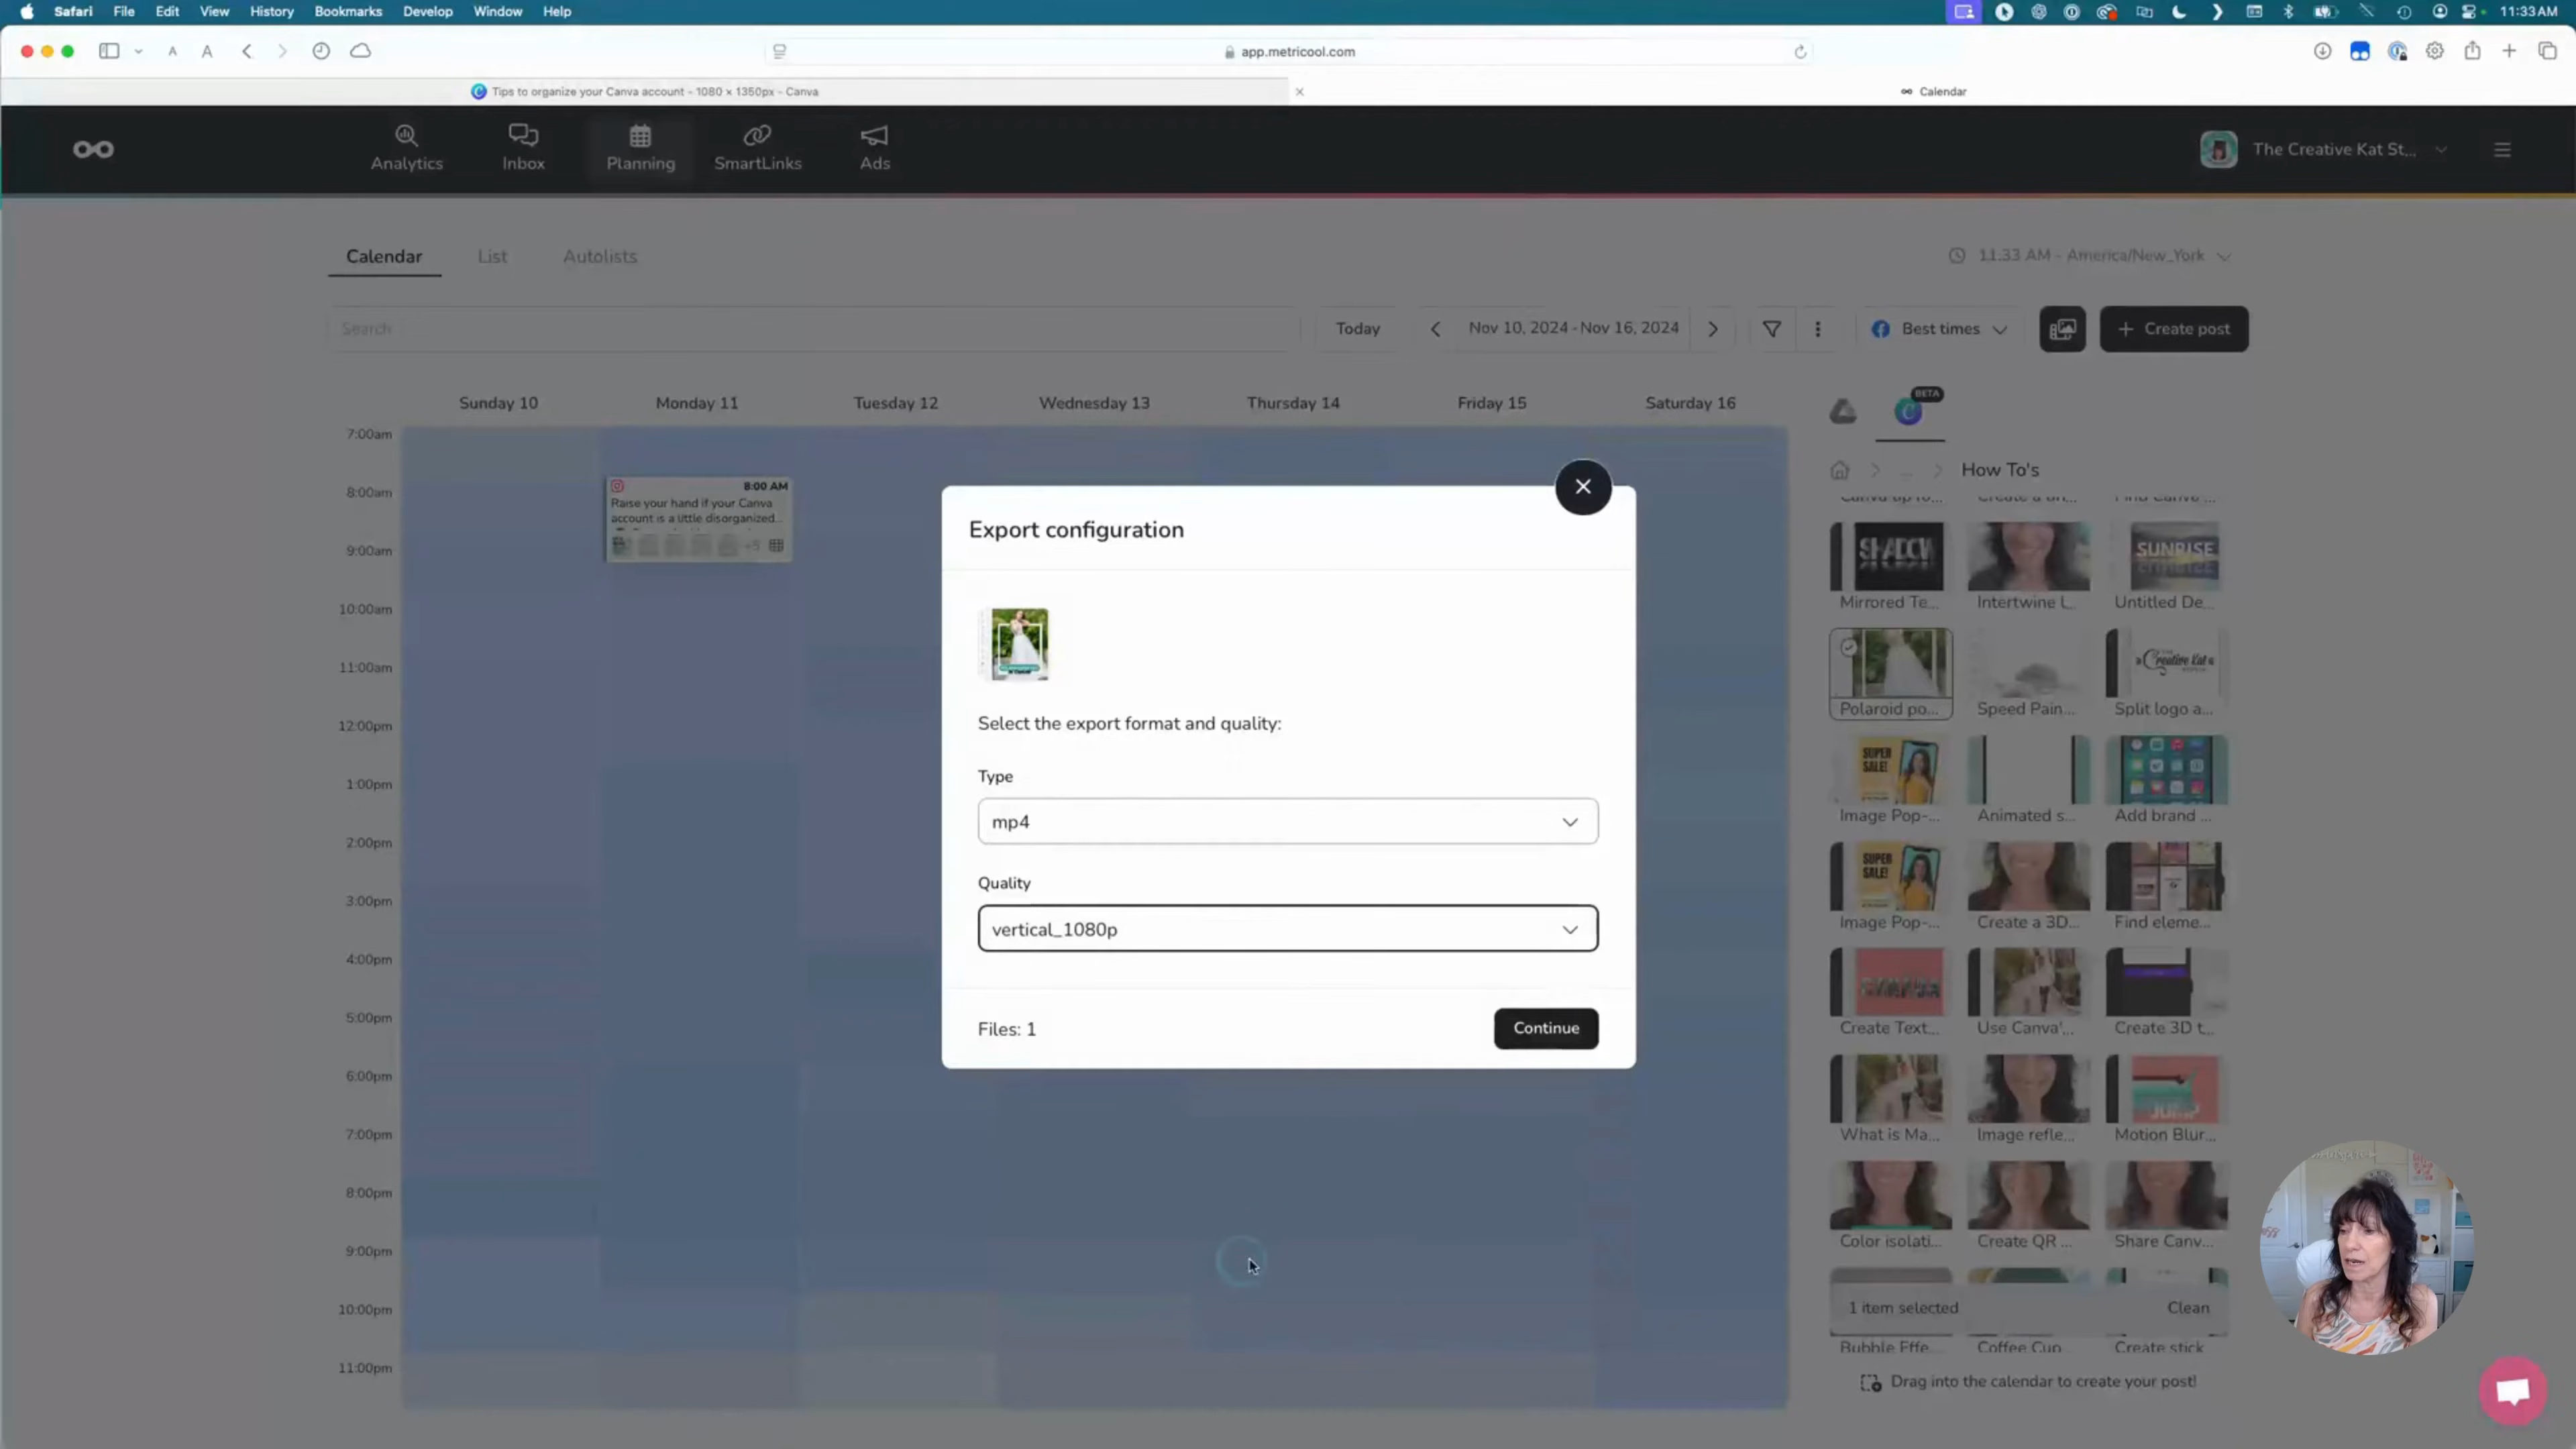 Safari File Edit View History Bookmarks Develop Window Help 11:33 AM
A A app.metricool.com
Tips to organize your Canva account – 1080 × 1350px – Canva Calendar
Analytics Inbox Planning SmartLinks Ads The Creative Kat St...
Calendar List Autolists 11:33 AM - America/New_York
Search Today Nov 10, 2024 - Nov 16, 2024 Best times + Create post
Sunday 10 Monday 11 Tuesday 12 Wednesday 13 Thursday 14 Friday 15 Saturday 16
BETA
How To's
7:00am
8:00am
9:00am
10:00am
11:00am
12:00pm
1:00pm
2:00pm
3:00pm
4:00pm
5:00pm
6:00pm
7:00pm
8:00pm
9:00pm
10:00pm
11:00pm
8:00 AM
Raise your hand if your Canva
account is a little disorganized...
+5
Export configuration
Select the export format and quality:
Type
mp4
Quality
vertical_1080p
Files: 1 Continue
SHADOW SUNRISE
Mirrored Te... Intertwine L... Untitled De...
Creative Kat
Polaroid po... Speed Pain... Split logo a...
SUPER
SALE!
Image Pop-... Animated s... Add brand ...
SUPER
SALE!
Image Pop-... Create a 3D... Find eleme...
Create Text... Use Canva'... Create 3D t...
JUMP
What is Ma... Image refle... Motion Blur...
Color isolati... Create QR ... Share Canv...
1 item selected Clean
Bubble Effe... Coffee Cup... Create stick...
Drag into the calendar to create your post!